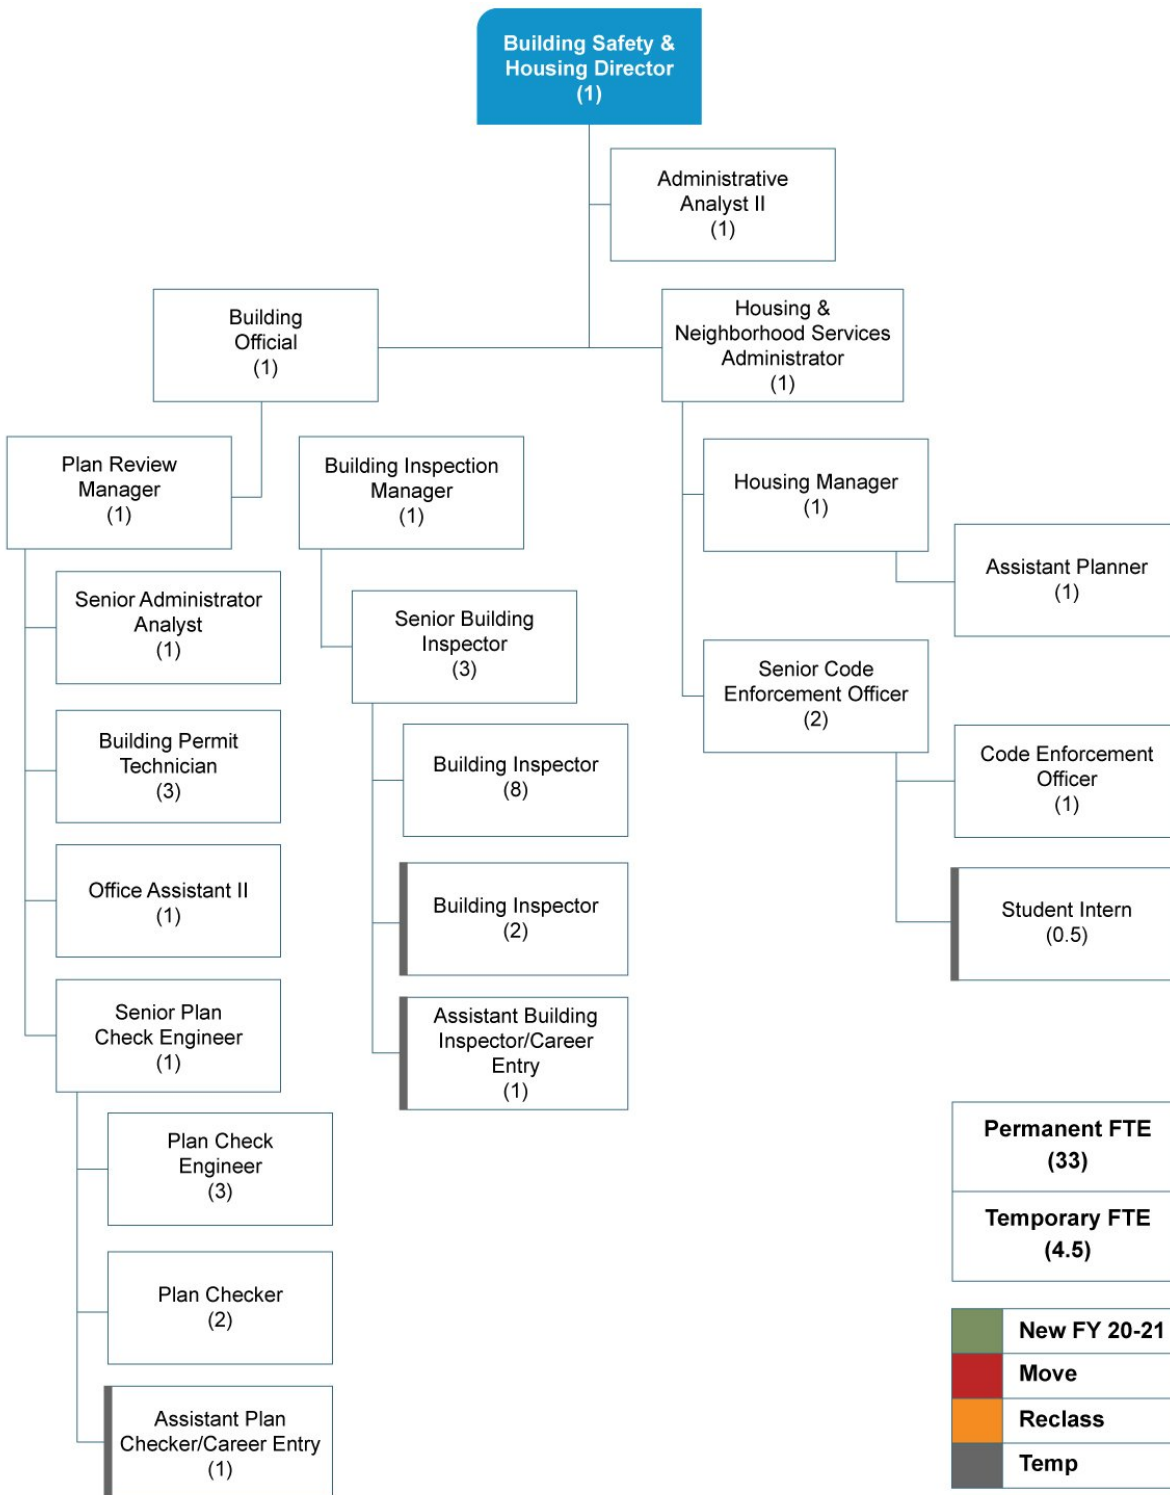 Building Safety &
Housing Director
(1)
Administrative
Analyst II
(1)
Building
Official
(1)
Housing &
Neighborhood Services
Administrator
(1)
Plan Review
Manager
(1)
Senior Administrator
Analyst
(1)
Building Permit
Technician
(3)
Office Assistant II
(1)
Senior Plan
Check Engineer
(1)
Plan Check
Engineer
(3)
Plan Checker
(2)
Assistant Plan
Checker/Career Entry
(1)
Building Inspection
Manager
(1)
Senior Building
Inspector
(3)
Building Inspector
(8)
Building Inspector
(2)
Assistant Building
Inspector/Career
Entry
(1)
Housing Manager
(1)
Assistant Planner
(1)
Senior Code
Enforcement Officer
(2)
Code Enforcement
Officer
(1)
Student Intern
(0.5)
Permanent FTE
(33)
Temporary FTE
(4.5)
New FY 20-21
Move
Reclass
Temp